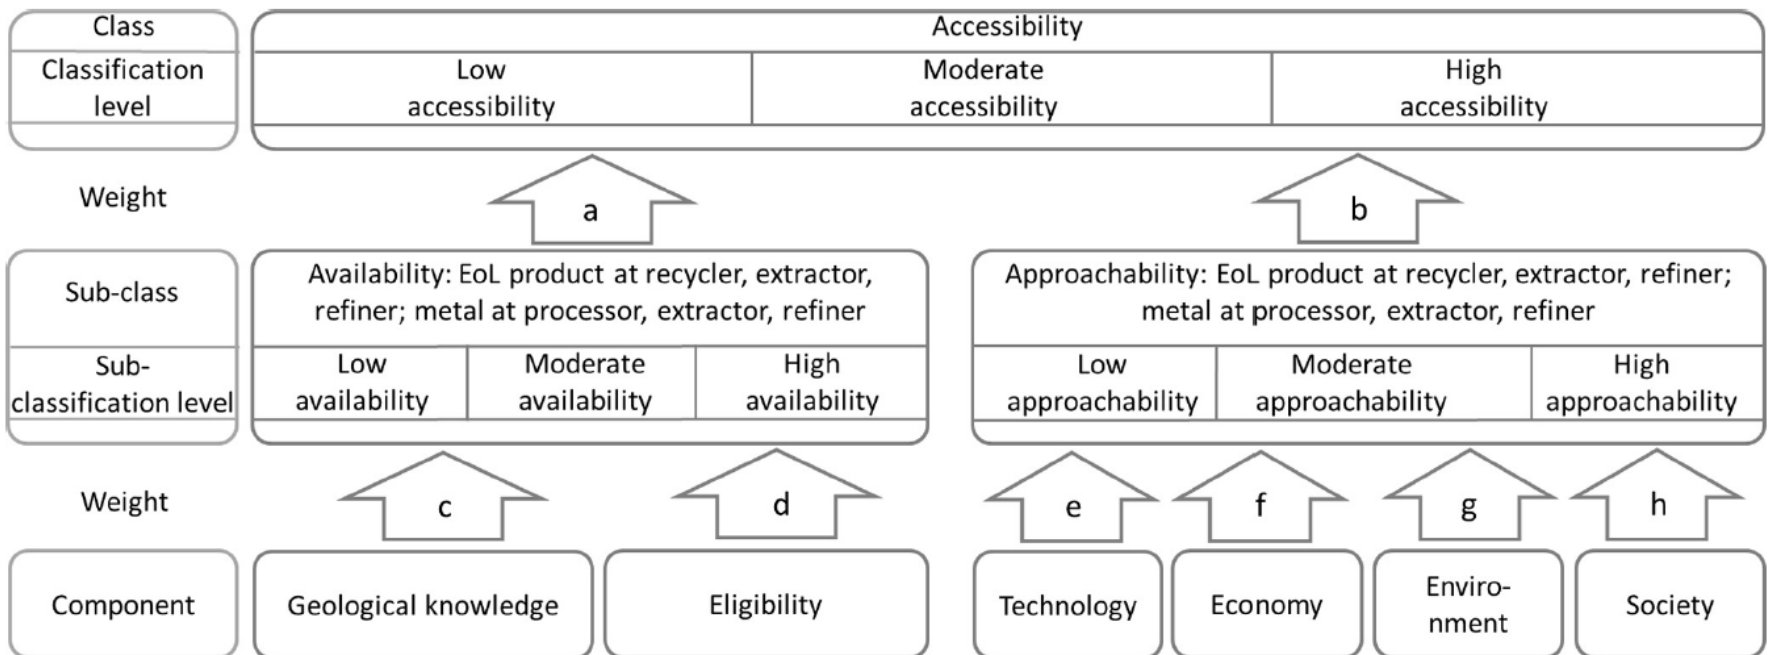 Class
Accessibility
Classification
level
Low
accessibility
Moderate
accessibility
High
accessibility
Weight
a
b
Sub-class
Availability: EoL product at recycler, extractor,
refiner; metal at processor, extractor, refiner
Approachability: EoL product at recycler, extractor, refiner;
metal at processor, extractor, refiner
Sub-
classification level
Low
availability
Moderate
availability
High
availability
Low
approachability
Moderate
approachability
High
approachability
Weight
c
d
e
f
g
h
Component
Geological knowledge
Eligibility
Technology
Economy
Enviro-
nment
Society